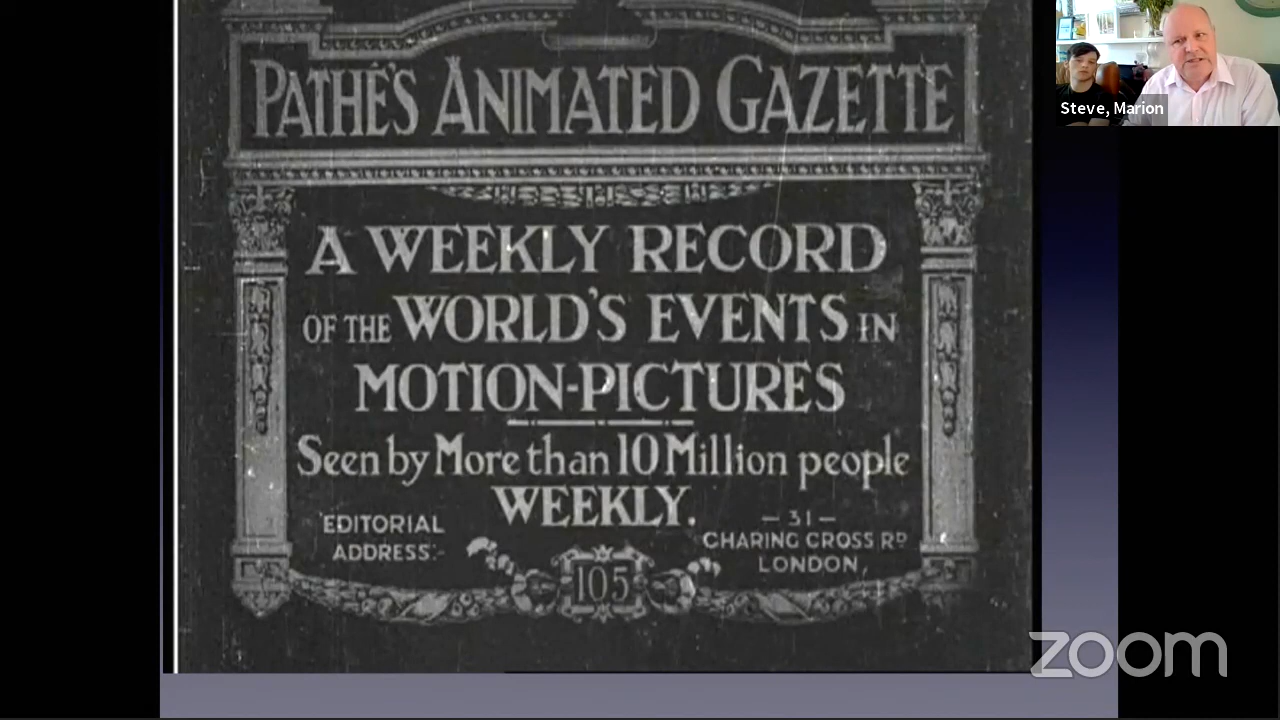 PATHÉ'S ANIMATED GAZETTE
A WEEKLY RECORD
OF THE WORLD'S EVENTS IN
MOTION-PICTURES
Seen by More than 10 Million people
WEEKLY.
EDITORIAL
ADDRESS:-
— 31 —
CHARING CROSS RD
LONDON,
105
Steve, Marion
zoom